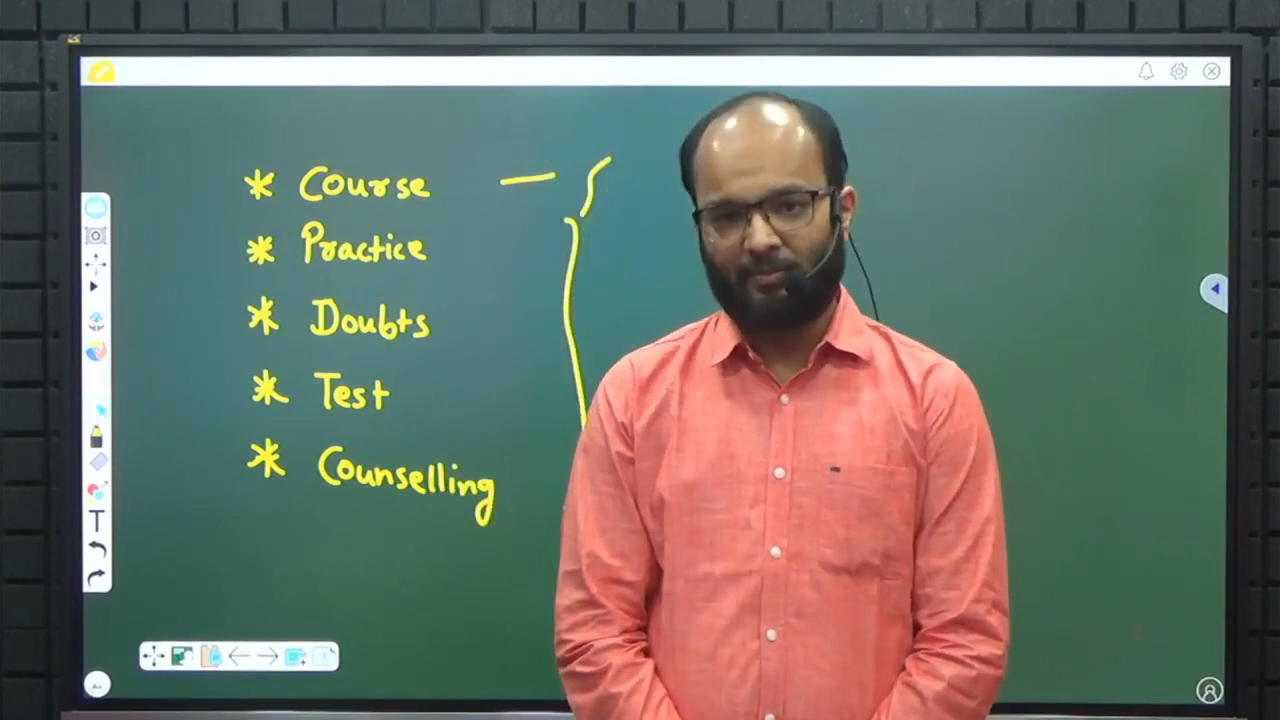 * Course —
* Practice
* Doubts
* Test
* Counselling